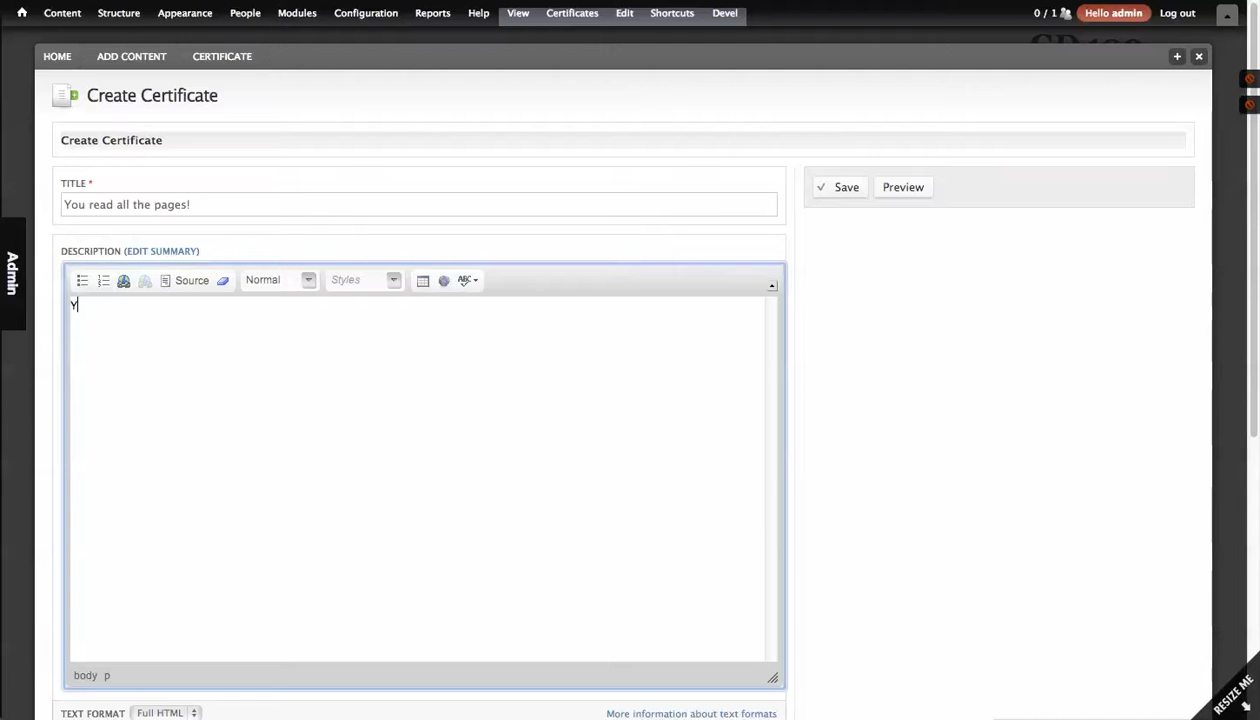 Content Structure Appearance People Modules Configuration Reports Help View Certificates Edit Shortcuts Devel 0 / 1 Hello admin Log out
HOME ADD CONTENT CERTIFICATE
Create Certificate
Create Certificate
TITLE *
You read all the pages!
Save Preview
Admin
DESCRIPTION (EDIT SUMMARY)
Source Normal Styles ABC
Y
body p
TEXT FORMAT Full HTML More information about text formats
RESIZE ME